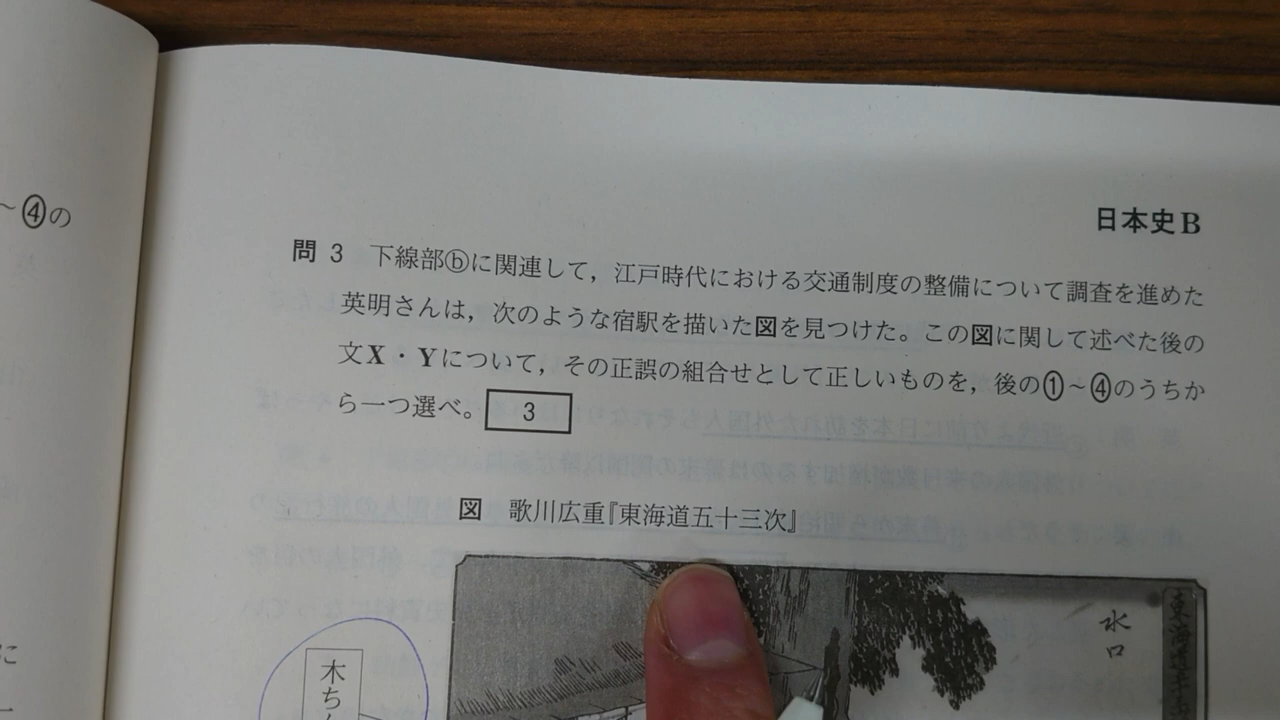 ～④の
に
日本史B
問3 下線部ⓑに関連して，江戸時代における交通制度の整備について調査を進めた
英明さんは，次のような宿駅を描いた図を見つけた。この図に関して述べた後の
文X・Yについて，その正誤の組合せとして正しいものを，後の①～④のうちか
ら一つ選べ。 3
図 歌川広重『東海道五十三次』
水口
東海道五十
木ち